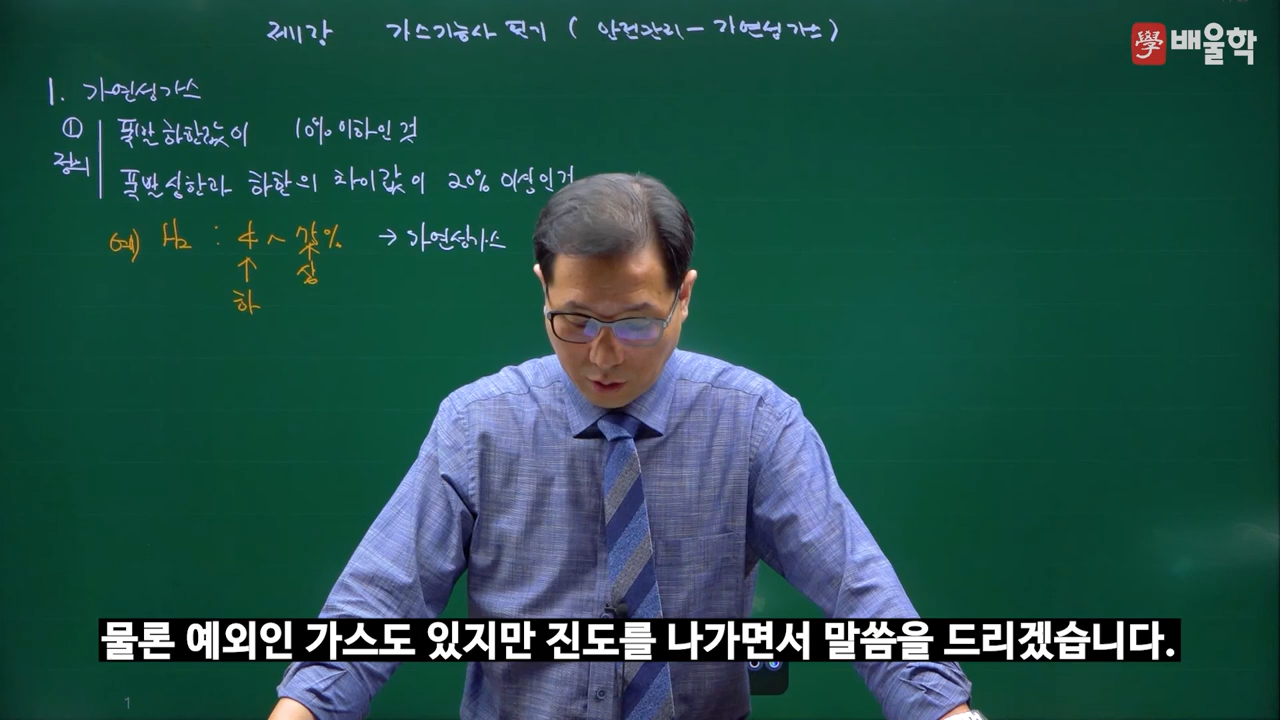 제1강 가스기능사 필기 ( 안전관리 - 가연성가스 )
學 배울학
1. 가연성가스
① 정의
폭발하한값이 10% 이하인 것
폭발상한과 하한의 차이값이 20% 이상인 것
예) H₂ : 4 ~ 75% → 가연성가스
↑ ↑
하 상
물론 예외인 가스도 있지만 진도를 나가면서 말씀을 드리겠습니다.
1